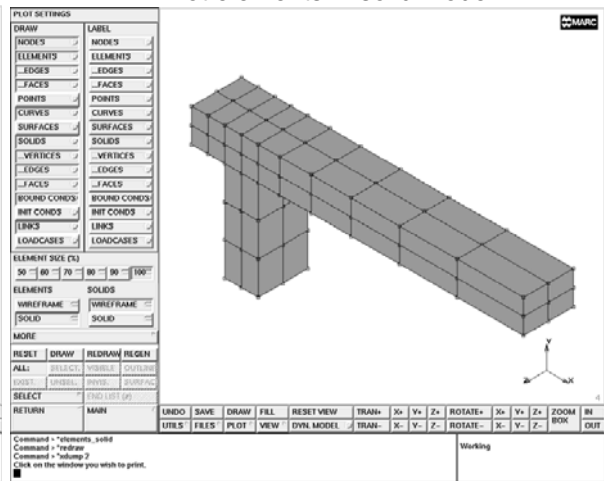 PLOT SETTINGS
DRAW LABEL
NODES NODES
ELEMENTS ELEMENTS
...EDGES ...EDGES
...FACES ...FACES
POINTS POINTS
CURVES CURVES
SURFACES SURFACES
SOLIDS SOLIDS
...VERTICES ...VERTICES
...EDGES ...EDGES
...FACES ...FACES
BOUND CONDS BOUND CONDS
INIT CONDS INIT CONDS
LINKS LINKS
LOADCASES LOADCASES
ELEMENT SIZE (%)
50 60 70 80 90 100
ELEMENTS SOLIDS
WIREFRAME WIREFRAME
SOLID SOLID
MORE
RESET DRAW REDRAW REGEN
ALL: SELECT. VISIBLE OUTLINE
EXIST. UNSEL. INVIS. SURFAC
SELECT END LIST (#)
RETURN MAIN
MARC
Y
Z X
4
UNDO SAVE DRAW FILL RESET VIEW TRAN+ X+ Y+ Z+ ROTATE+ X+ Y+ Z+ ZOOM BOX IN
UTILS FILES PLOT VIEW DYN. MODEL TRAN- X- Y- Z- ROTATE- X- Y- Z- OUT
Command > *elements_solid
Command > *redraw
Command > *xdump 2
Click on the window you wish to print.
Working